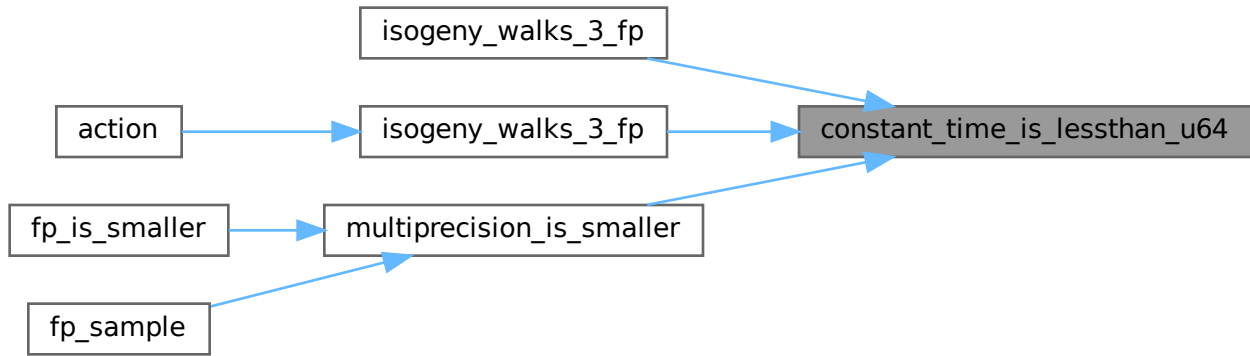 isogeny_walks_3_fp
action
isogeny_walks_3_fp
constant_time_is_lessthan_u64
fp_is_smaller
multiprecision_is_smaller
fp_sample